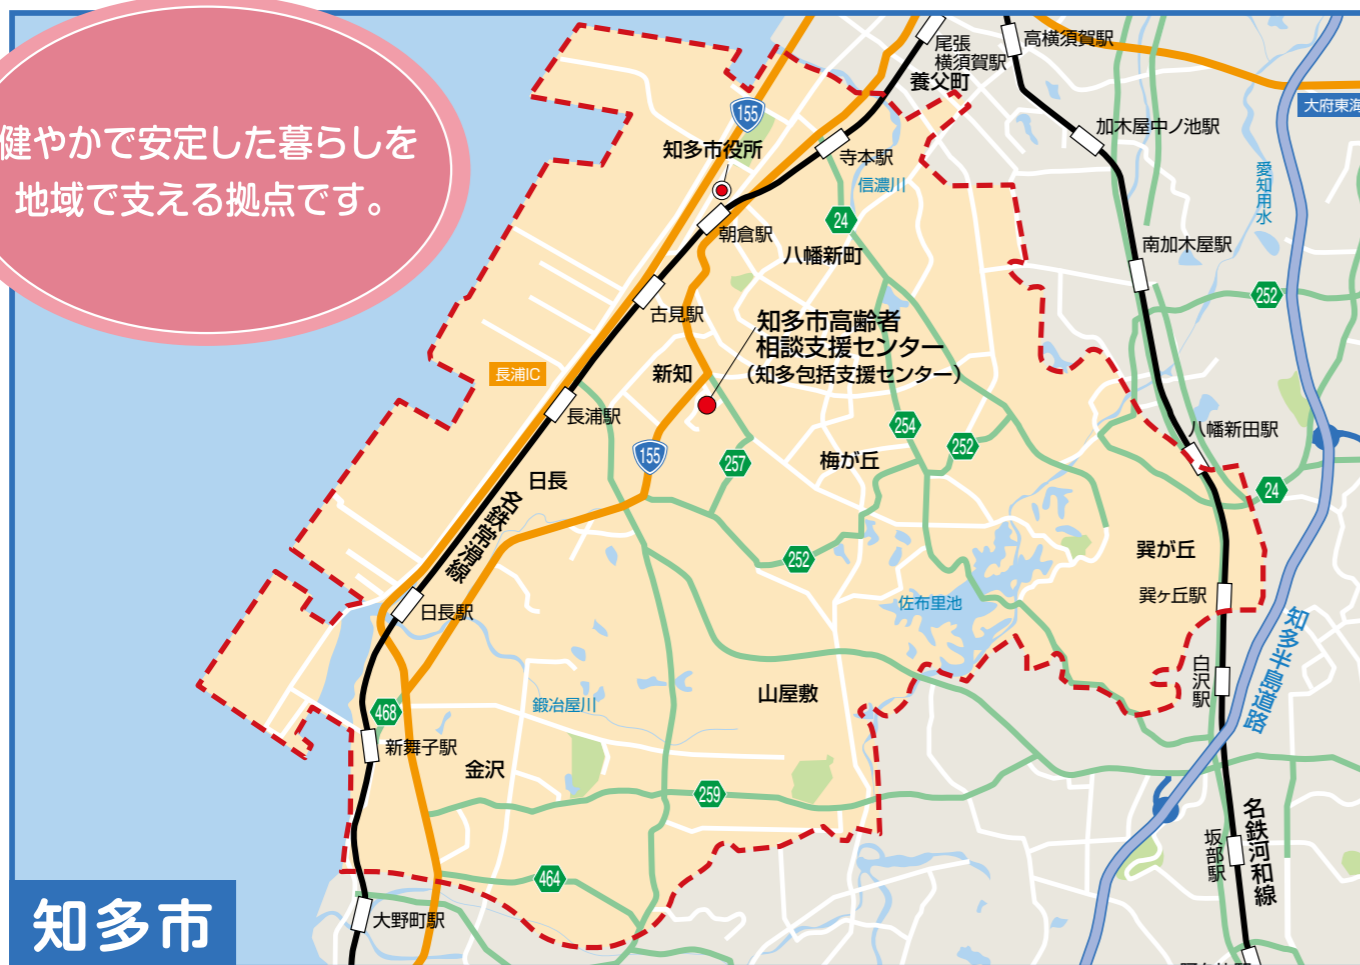 健やかで安定した暮らしを
地域で支える拠点です。
尾張
横須賀駅
高横須賀駅
養父町
大府東海
155
加木屋中ノ池駅
知多市役所
寺本駅
信濃川
愛知用水
24
朝倉駅
南加木屋駅
八幡新町
252
古見駅
知多市高齢者
相談支援センター
（知多包括支援センター）
長浦IC
新知
長浦駅
254
八幡新田駅
252
155
257
梅が丘
日長
24
名鉄常滑線
252
巽が丘
巽ヶ丘駅
佐布里池
日長駅
知多半島道路
白沢駅
山屋敷
鍛冶屋川
468
新舞子駅
金沢
259
名鉄河和線
坂部駅
464
知多市
大野町駅